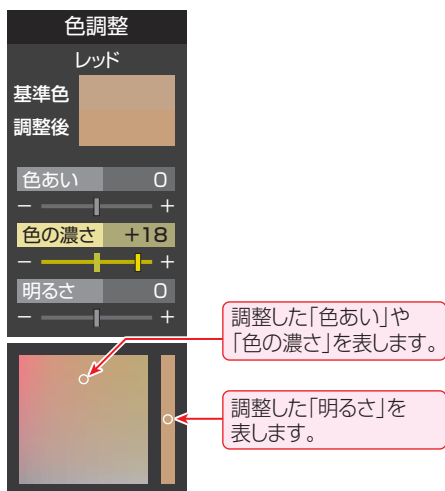 色調整
レッド
基準色
調整後
色あい 0
− +
色の濃さ +18
− +
明るさ 0
− +
調整した「色あい」や
「色の濃さ」を表します。
調整した「明るさ」を
表します。